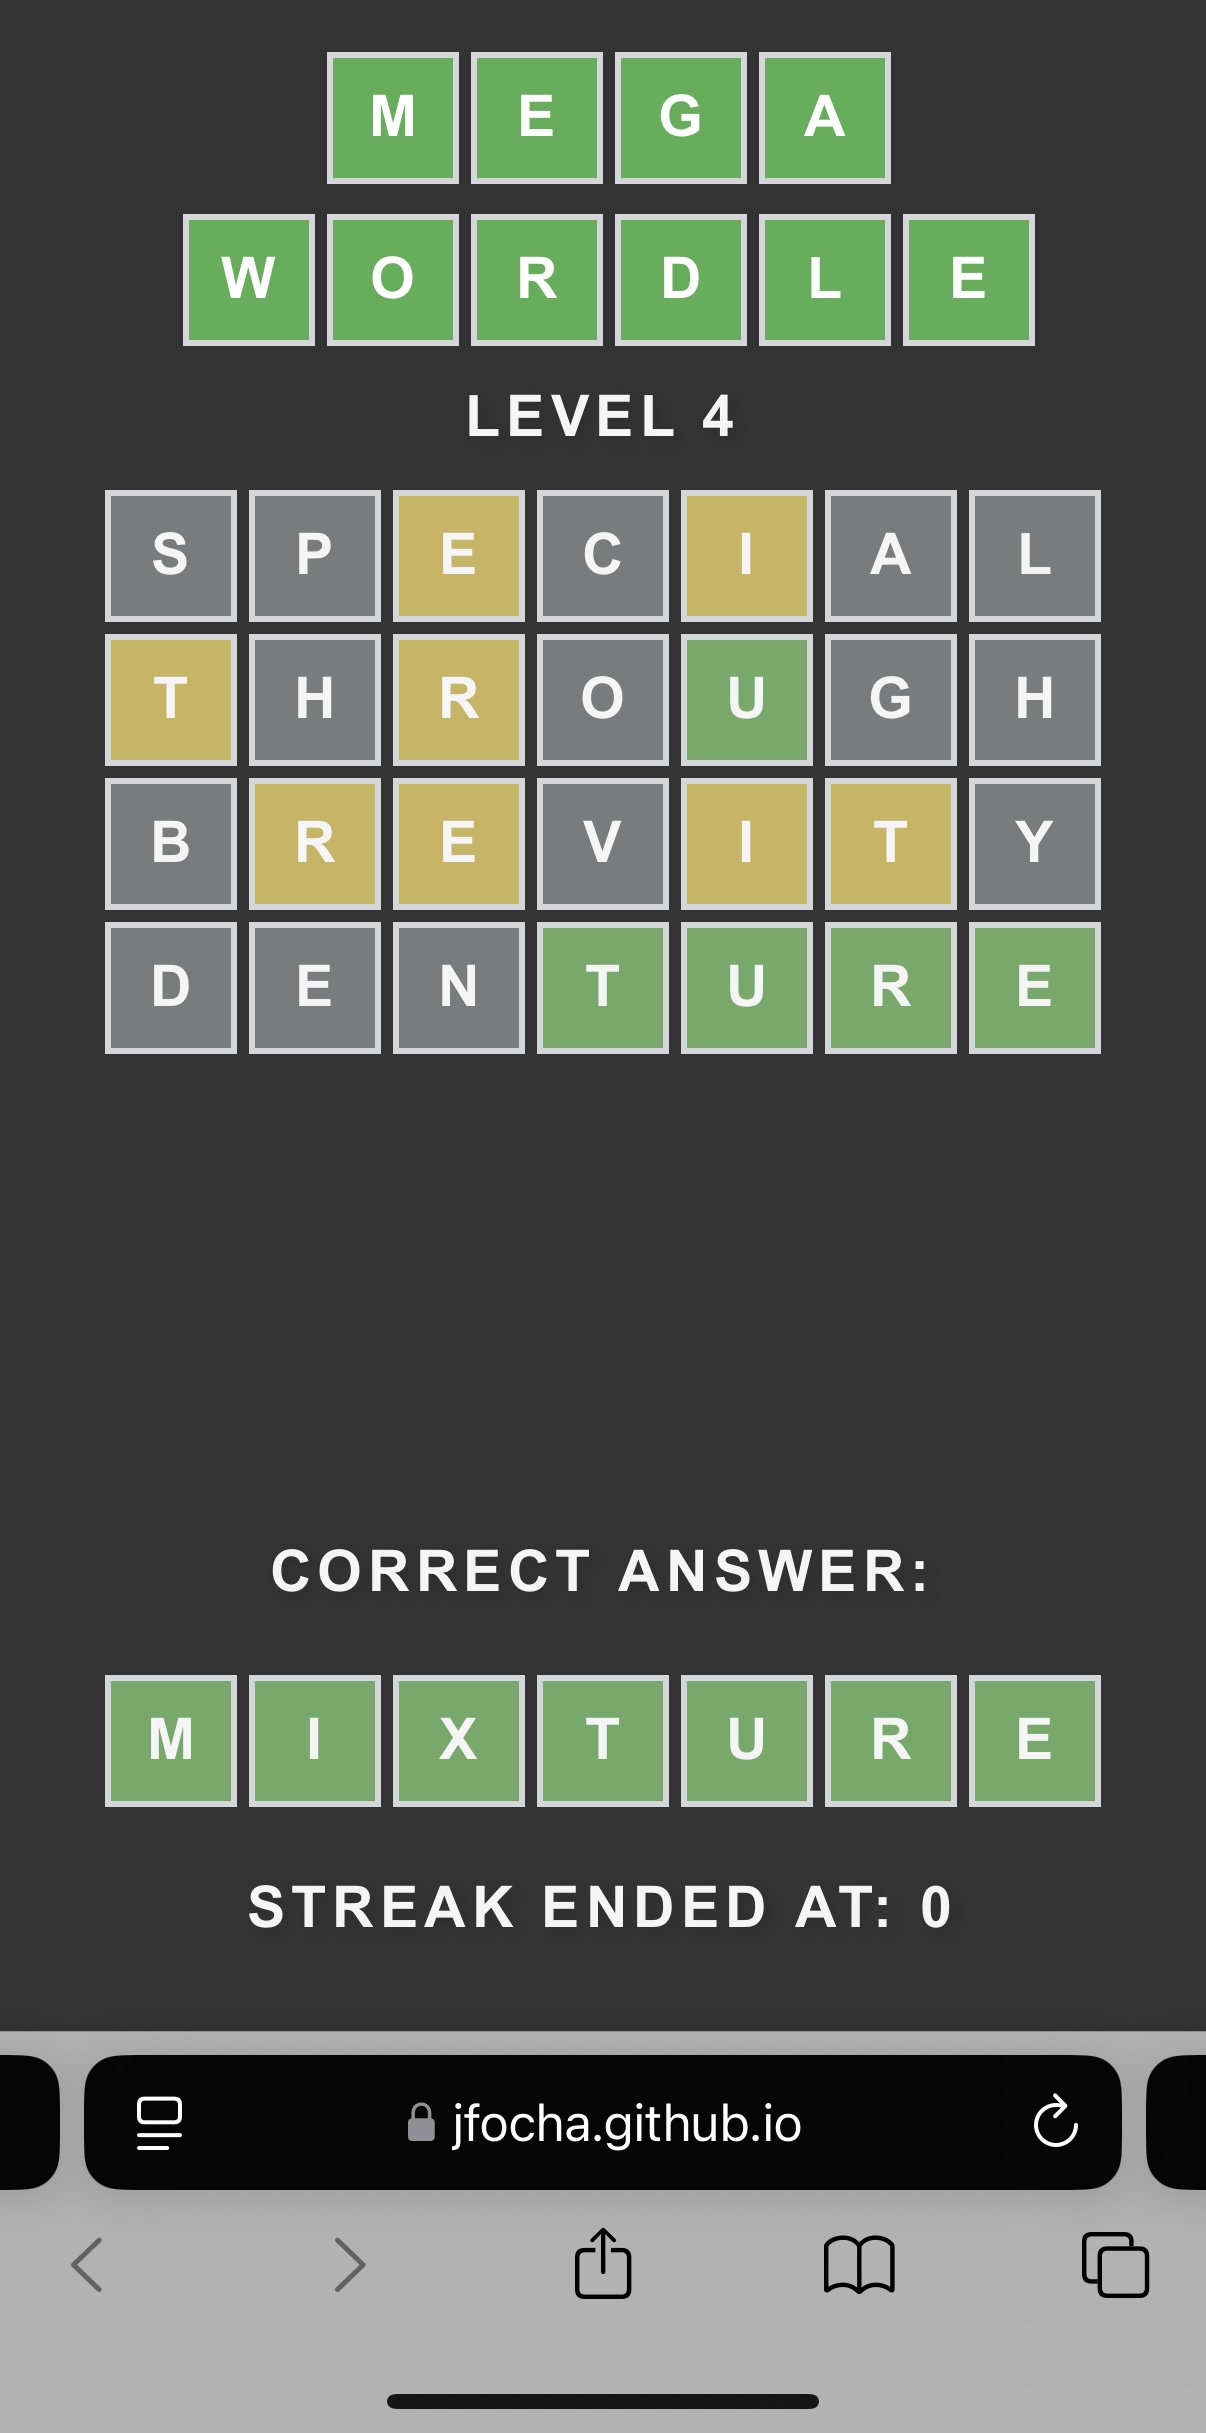 MEGA
WORDLE
LEVEL 4
SPECIAL
THROUGH
BREVITY
DENTURE
CORRECT ANSWER:
MIXTURE
STREAK ENDED AT: 0
jfocha.github.io